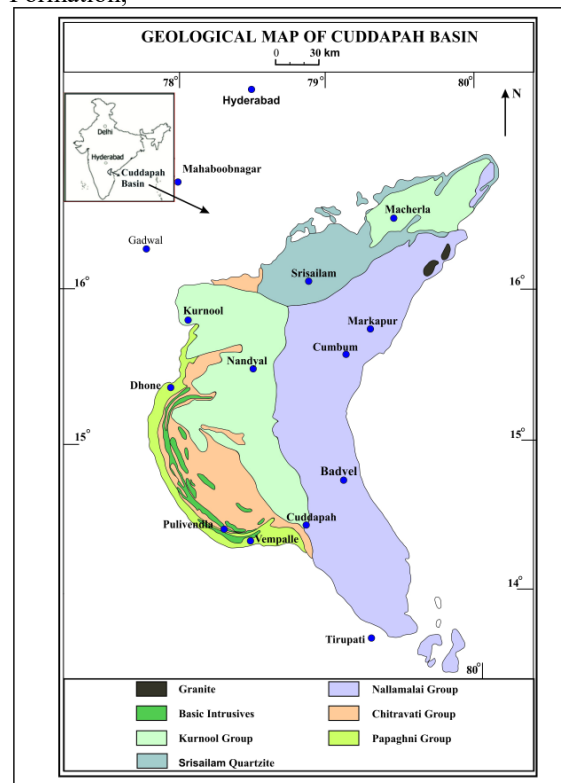 Formation,
GEOLOGICAL MAP OF CUDDAPAH BASIN
0 30 km
78 79 80
Hyderabad
N
Delhi
Hyderabad
Cuddapah
Basin
Mahaboobnagar
Macherla
Gadwal
Srisailam
16° 16°
Kurnool
Markapur
Cumbum
Nandyal
Dhone
15° 15°
Badvel
Cuddapah
Pulivendla
Vempalle
14°
Tirupati
80°
Granite
Nallamalai Group
Basic Intrusives
Chitravati Group
Kurnool Group
Papaghni Group
Srisailam Quartzite